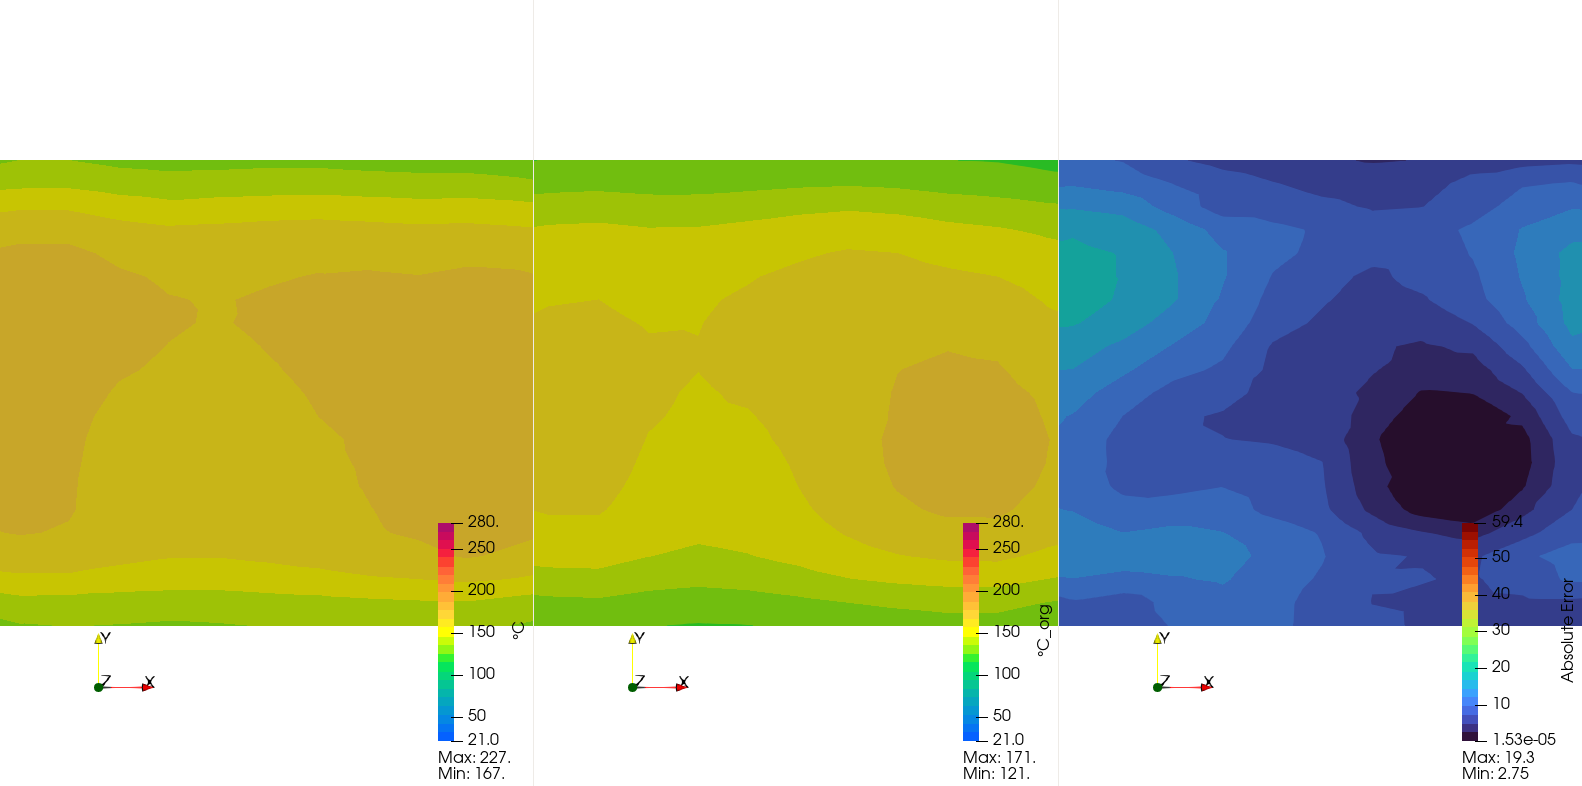 280.
250
200
150
100
50
21.0
°C
Max: 227.
Min: 167.
Y
Z
X
280.
250
200
150
100
50
21.0
°C_org
Max: 171.
Min: 121.
Y
Z
X
59.4
50
40
30
20
10
1.53e-05
Absolute Error
Max: 19.3
Min: 2.75
Y
Z
X